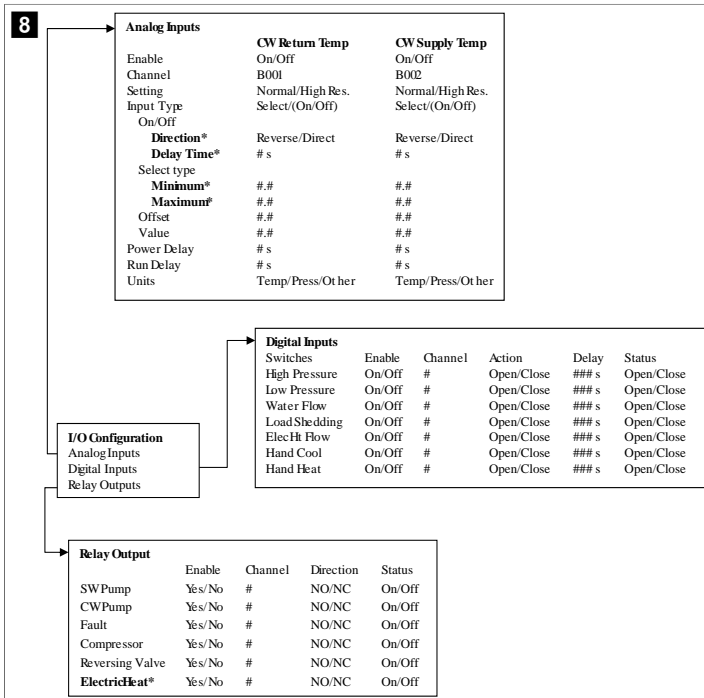 8
Analog Inputs
CW Return Temp CW Supply Temp
Enable On/Off On/Off
Channel B001 B002
Setting Normal/High Res. Normal/High Res.
Input Type Select/(On/Off) Select/(On/Off)
On/Off
Direction* Reverse/Direct Reverse/Direct
Delay Time* # s # s
Select type
Minimum* #.# #.#
Maximum* #.# #.#
Offset #.# #.#
Value #.# #.#
Power Delay # s # s
Run Delay # s # s
Units Temp/Press/Other Temp/Press/Other
Digital Inputs
Switches Enable Channel Action Delay Status
High Pressure On/Off # Open/Close ### s Open/Close
Low Pressure On/Off # Open/Close ### s Open/Close
Water Flow On/Off # Open/Close ### s Open/Close
Load Shedding On/Off # Open/Close ### s Open/Close
Elec Ht Flow On/Off # Open/Close ### s Open/Close
Hand Cool On/Off # Open/Close ### s Open/Close
Hand Heat On/Off # Open/Close ### s Open/Close
I/O Configuration
Analog Inputs
Digital Inputs
Relay Outputs
Relay Output
Enable Channel Direction Status
SW Pump Yes/No # NO/NC On/Off
CW Pump Yes/No # NO/NC On/Off
Fault Yes/No # NO/NC On/Off
Compressor Yes/No # NO/NC On/Off
Reversing Valve Yes/No # NO/NC On/Off
Electric Heat* Yes/No # NO/NC On/Off